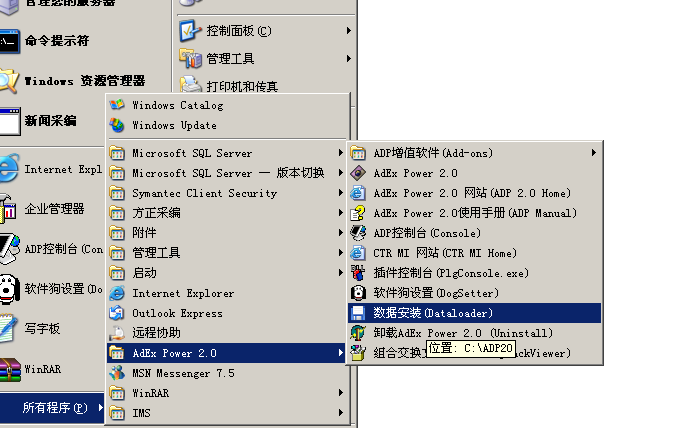 管理您的服务器
命令提示符
Windows 资源管理器
新闻采编
Internet Expl
企业管理器
ADP控制台(Con
软件狗设置(Do
写字板
WinRAR
所有程序(P)
控制面板(C)
管理工具
打印机和传真
Windows Catalog
Windows Update
Microsoft SQL Server
Microsoft SQL Server — 版本切换
Symantec Client Security
方正采编
附件
管理工具
启动
Internet Explorer
Outlook Express
远程协助
AdEx Power 2.0
MSN Messenger 7.5
WinRAR
IMS
ADP增值软件(Add-ons)
AdEx Power 2.0
AdEx Power 2.0 网站(ADP 2.0 Home)
AdEx Power 2.0使用手册(ADP Manual)
ADP控制台(Console)
CTR MI 网站(CTR MI Home)
插件控制台(PlgConsole.exe)
软件狗设置(DogSetter)
数据安装(Dataloader)
卸载AdEx Power 2.0 (Uninstall)
组合交换 ckViewer)
位置: C:\ADP20